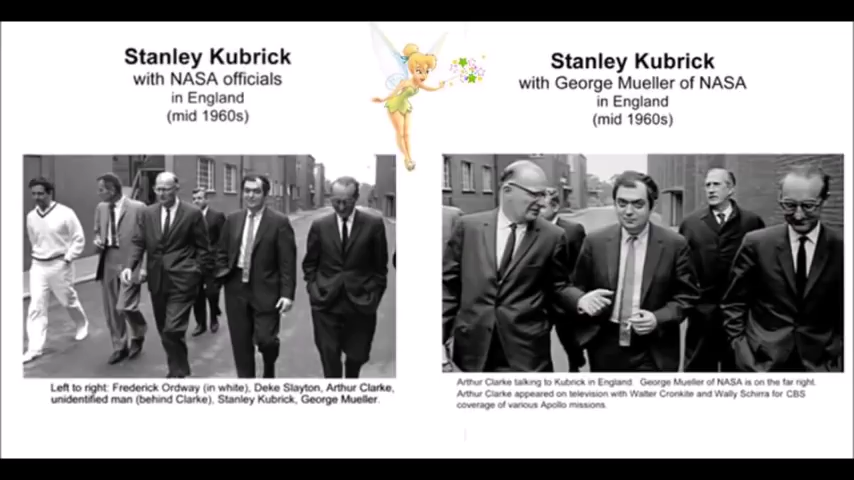 Stanley Kubrick
with NASA officials
in England
(mid 1960s)
Left to right: Frederick Ordway (in white), Deke Slayton, Arthur Clarke,
unidentified man (behind Clarke), Stanley Kubrick, George Mueller.
Stanley Kubrick
with George Mueller of NASA
in England
(mid 1960s)
Arthur Clarke talking to Kubrick in England. George Mueller of NASA is on the far right.
Arthur Clarke appeared on television with Walter Cronkite and Wally Schirra for CBS
coverage of various Apollo missions.